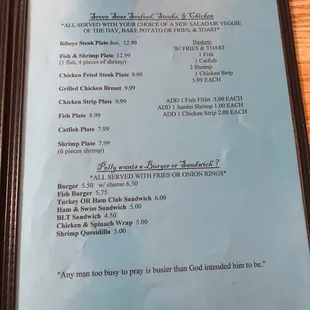 Seven Seas Seafood, Steaks, & Chicken
*ALL SERVED WITH YOUR CHOICE OF A SIDE SALAD OR VEGGIE
OF THE DAY, BAKE POTATO OR FRIES, & TOAST*
Ribeye Steak Plate 8oz. 12.99
Fish & Shrimp Plate 12.99
(1 fish, 4 pieces of shrimp)
Chicken Fried Steak Plate 9.99
Grilled Chicken Breast 9.99
Chicken Strip Plate 9.99
Fish Plate 8.99
Catfish Plate 7.99
Shrimp Plate 7.99
(6 pieces shrimp)
Baskets
W/ FRIES & TOAST
1 Fish
1 Catfish
3 Shrimp
1 Chicken Strip
5.99 EACH
ADD 1 Fish Fillet 3.00 EACH
ADD 1 Jumbo Shrimp 1.00 EACH
ADD 1 Chicken Strip 2.00 EACH
Polly wants a Burger or Sandwich?
*ALL SERVED WITH FRIES OR ONION RINGS*
Burger 5.50 w/ cheese 6.50
Fish Burger 5.75
Turkey OR Ham Club Sandwich 6.00
Ham & Swiss Sandwich 5.00
BLT Sandwich 4.50
Chicken & Spinach Wrap 5.00
Shrimp Quesidilla 5.00
"Any man too busy to pray is busier than God intended him to be."